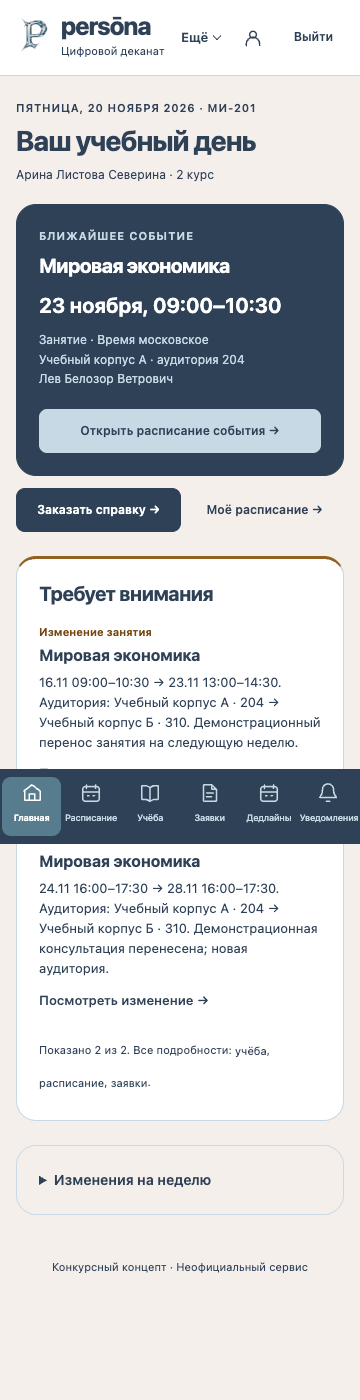 persōna
Цифровой деканат
Ещё
Выйти
ПЯТНИЦА, 20 НОЯБРЯ 2026 · МИ-201
Ваш учебный день
Арина Листова Северина · 2 курс
БЛИЖАЙШЕЕ СОБЫТИЕ
Мировая экономика
23 ноября, 09:00–10:30
Занятие · Время московское
Учебный корпус А · аудитория 204
Лев Белозор Ветрович
Открыть расписание события →
Заказать справку →
Моё расписание →
Требует внимания
Изменение занятия
Мировая экономика
16.11 09:00–10:30 → 23.11 13:00–14:30.
Аудитория: Учебный корпус А · 204 →
Учебный корпус Б · 310. Демонстрационный
перенос занятия на следующую неделю.
Главная
Расписание
Учёба
Заявки
Дедлайны
Уведомления
Мировая экономика
24.11 16:00–17:30 → 28.11 16:00–17:30.
Аудитория: Учебный корпус А · 204 →
Учебный корпус Б · 310. Демонстрационная
консультация перенесена; новая
аудитория.
Посмотреть изменение →
Показано 2 из 2. Все подробности: учёба,
расписание, заявки.
Изменения на неделю
Конкурсный концепт · Неофициальный сервис